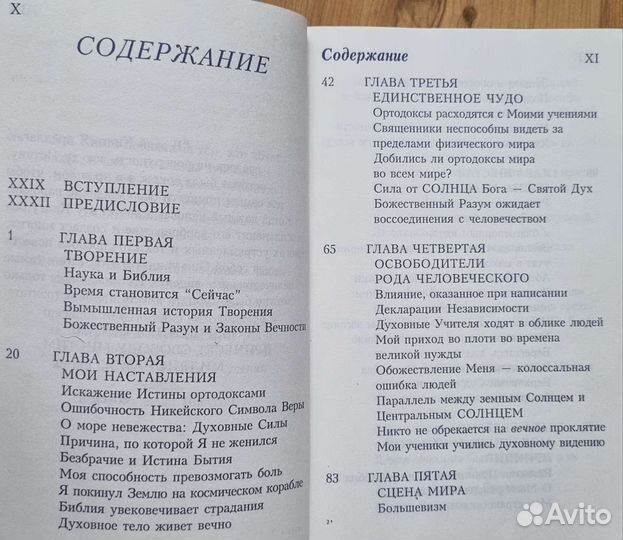 X
СОДЕРЖАНИЕ
XXIX ВСТУПЛЕНИЕ
XXXII ПРЕДИСЛОВИЕ
1 ГЛАВА ПЕРВАЯ
ТВОРЕНИЕ
Наука и Библия
Время становится “Сейчас”
Вымышленная история Творения
Божественный Разум и Законы Вечности
20 ГЛАВА ВТОРАЯ
МОИ НАСТАВЛЕНИЯ
Искажение Истины ортодоксами
Ошибочность Никейского Символа Веры
О море невежества: Духовные Силы
Причина, по которой Я не женился
Безбрачие и Истина Бытия
Моя способность превозмогать боль
Я покинул Землю на космическом корабле
Библия увековечивает страдания
Духовное тело живет вечно
Содержание XI
42 ГЛАВА ТРЕТЬЯ
ЕДИНСТВЕННОЕ ЧУДО
Ортодоксы расходятся с Моими учениями
Священники неспособны видеть за
пределами физического мира
Добились ли ортодоксы мира
во всем мире?
Сила от СОЛНЦА Бога — Святой Дух
Божественный Разум ожидает
воссоединения с человечеством
65 ГЛАВА ЧЕТВЕРТАЯ
ОСВОБОДИТЕЛИ
РОДА ЧЕЛОВЕЧЕСКОГО
Влияние, оказанное при написании
Декларации Независимости
Духовные Учителя ходят в облике людей
Мой приход во плоти во времена
великой нужды
Обожествление Меня — колоссальная
ошибка людей
Параллель между земным Солнцем и
Центральным СОЛНЦЕМ
Никто не обрекается на вечное проклятие
Мои ученики учились духовному видению
83 ГЛАВА ПЯТАЯ
СЦЕНА МИРА
Большевизм
2*
Avito